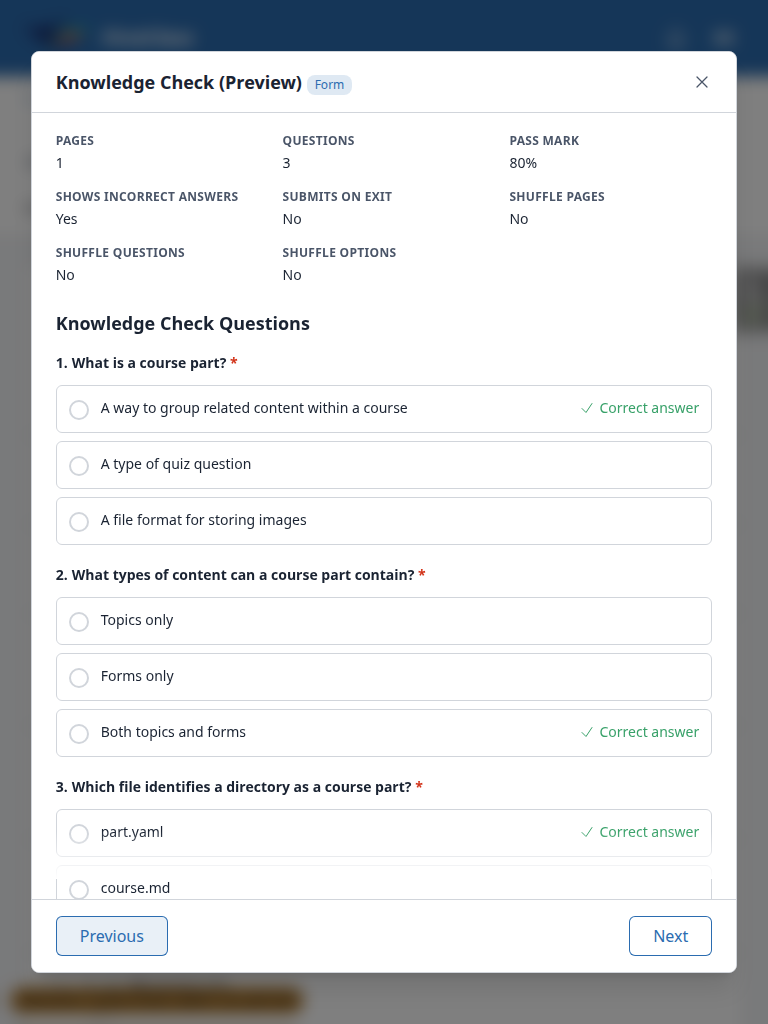 Knowledge Check (Preview) Form
PAGES QUESTIONS PASS MARK
1 3 80%
SHOWS INCORRECT ANSWERS SUBMITS ON EXIT SHUFFLE PAGES
Yes No No
SHUFFLE QUESTIONS SHUFFLE OPTIONS
No No
Knowledge Check Questions
1. What is a course part? *
A way to group related content within a course ✓ Correct answer
A type of quiz question
A file format for storing images
2. What types of content can a course part contain? *
Topics only
Forms only
Both topics and forms ✓ Correct answer
3. Which file identifies a directory as a course part? *
part.yaml ✓ Correct answer
course.md
Previous Next